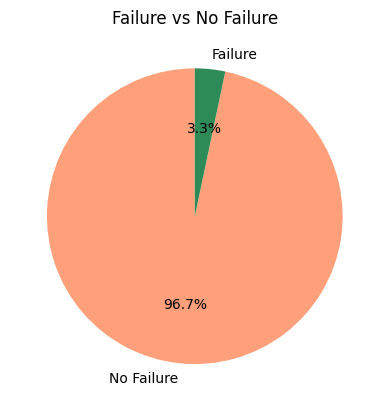 Failure vs No Failure
Failure
3.3%
96.7%
No Failure